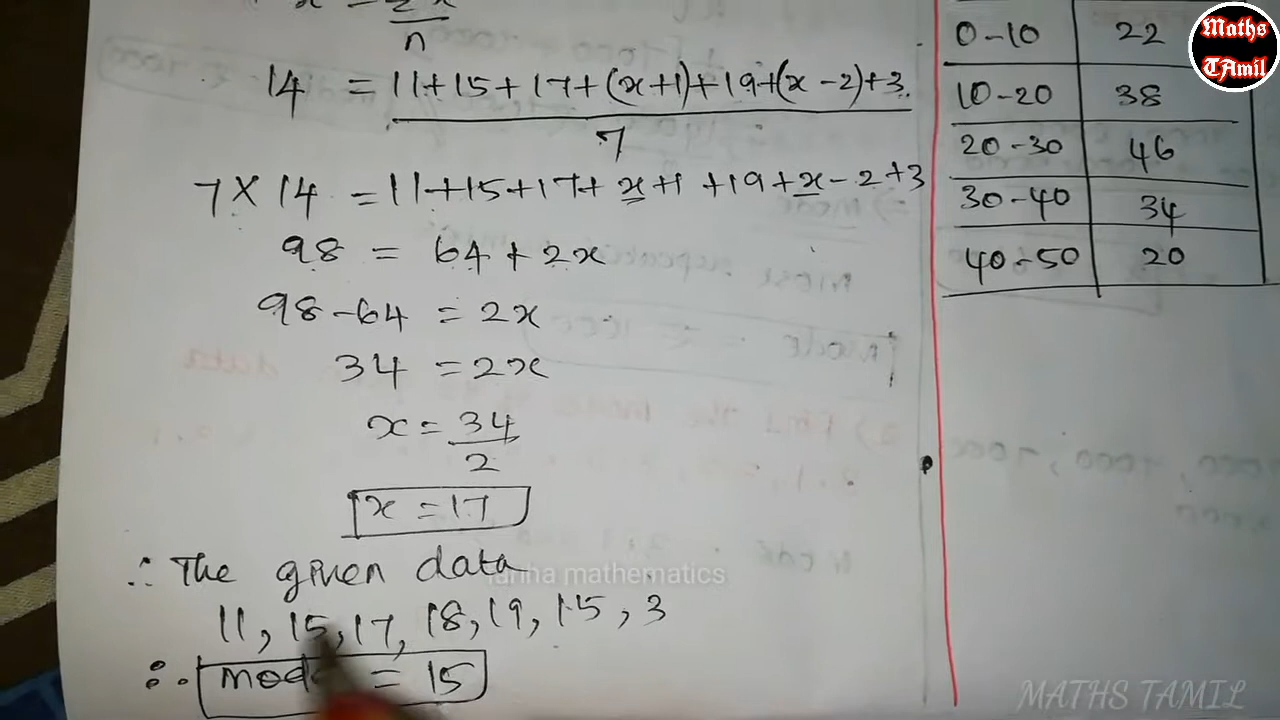 n
14 = 11+15+17+(x+1)+19+(x-2)+3
7
7×14 = 11+15+17+x+1+19+x-2+3
98 = 64+2x
98-64 = 2x
34 = 2x
x = 34
2
x = 17
∴ The given data
11, 15, 17, 18, 19, 15, 3
∴ mode = 15
0-10 22
10-20 38
20-30 46
30-40 34
40-50 20
Maths
TAmil
mathematics
MATHS TAMIL